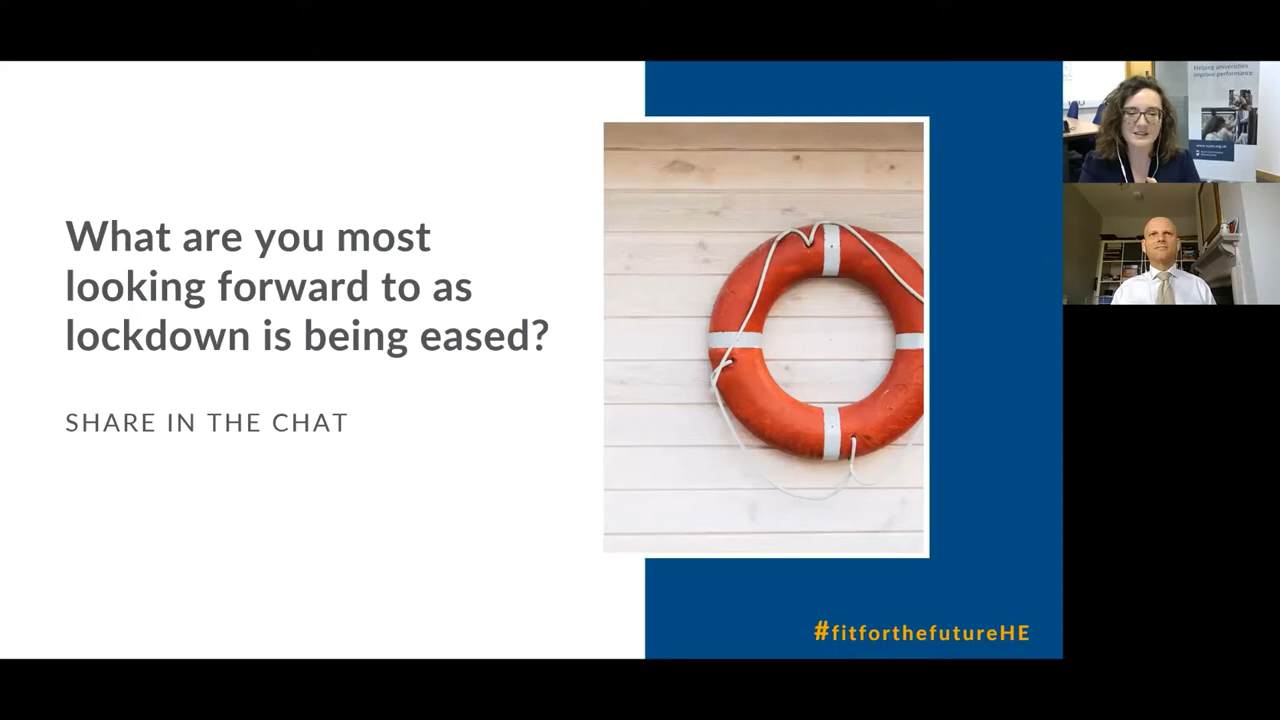 What are you most
looking forward to as
lockdown is being eased?
SHARE IN THE CHAT
#fitforthefutureHE
Helping universities
improve performance